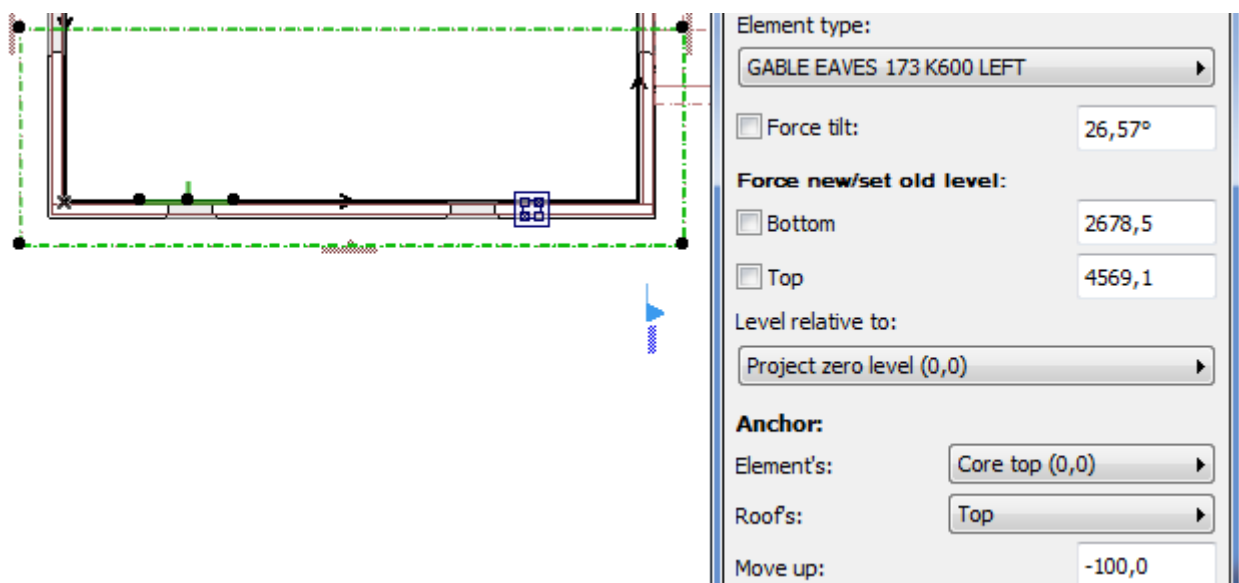 Element type:
GABLE EAVES 173 K600 LEFT
Force tilt: 26,57°
Force new/set old level:
Bottom 2678,5
Top 4569,1
Level relative to:
Project zero level (0,0)
Anchor:
Element's: Core top (0,0)
Roof's: Top
Move up: -100,0